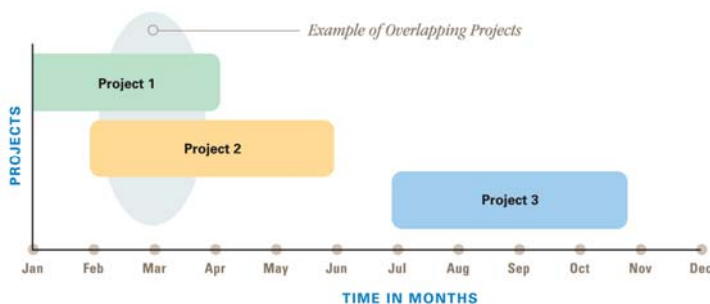 Example of Overlapping Projects
Project 1
Project 2
Project 3
PROJECTS
Jan Feb Mar Apr May Jun Jul Aug Sep Oct Nov Dec
TIME IN MONTHS